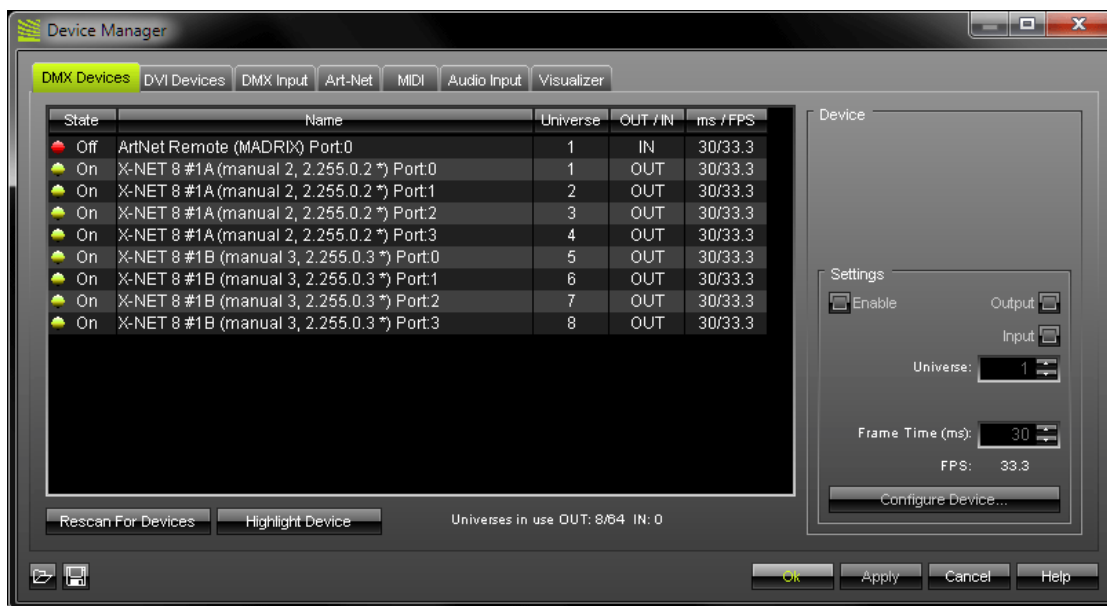 Device Manager
DMX Devices DVI Devices DMX Input Art-Net MIDI Audio Input Visualizer
State Name Universe OUT / IN ms / FPS
Off ArtNet Remote (MADRIX) Port:0 1 IN 30/33.3
On X-NET 8 #1A (manual 2, 2.255.0.2 *) Port:0 1 OUT 30/33.3
On X-NET 8 #1A (manual 2, 2.255.0.2 *) Port:1 2 OUT 30/33.3
On X-NET 8 #1A (manual 2, 2.255.0.2 *) Port:2 3 OUT 30/33.3
On X-NET 8 #1A (manual 2, 2.255.0.2 *) Port:3 4 OUT 30/33.3
On X-NET 8 #1B (manual 3, 2.255.0.3 *) Port:0 5 OUT 30/33.3
On X-NET 8 #1B (manual 3, 2.255.0.3 *) Port:1 6 OUT 30/33.3
On X-NET 8 #1B (manual 3, 2.255.0.3 *) Port:2 7 OUT 30/33.3
On X-NET 8 #1B (manual 3, 2.255.0.3 *) Port:3 8 OUT 30/33.3
Rescan For Devices Highlight Device Universes in use OUT: 8/64 IN: 0
Device
Settings
Enable Output
Input
Universe: 1
Frame Time (ms): 30
FPS: 33.3
Configure Device...
Ok Apply Cancel Help